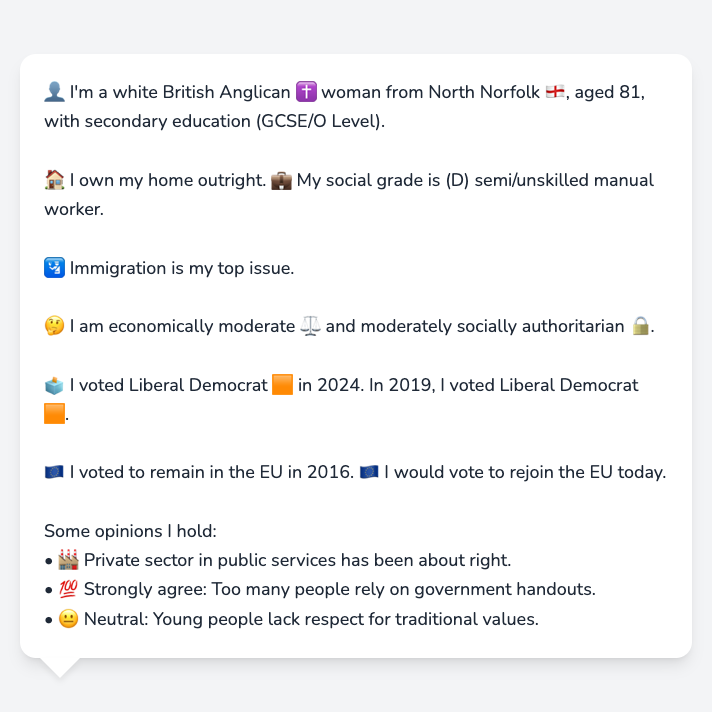 👤 I'm a white British Anglican ✝️ woman from North Norfolk 🏴󠁧󠁢󠁥󠁮󠁧󠁿, aged 81,
with secondary education (GCSE/O Level).
🏠 I own my home outright. 💼 My social grade is (D) semi/unskilled manual
worker.
🛂 Immigration is my top issue.
🤔 I am economically moderate ⚖️ and moderately socially authoritarian 🔒.
🗳️ I voted Liberal Democrat 🟧 in 2024. In 2019, I voted Liberal Democrat
🟧.
🇪🇺 I voted to remain in the EU in 2016. 🇪🇺 I would vote to rejoin the EU today.
Some opinions I hold:
• 🏭 Private sector in public services has been about right.
• 💯 Strongly agree: Too many people rely on government handouts.
• 😐 Neutral: Young people lack respect for traditional values.